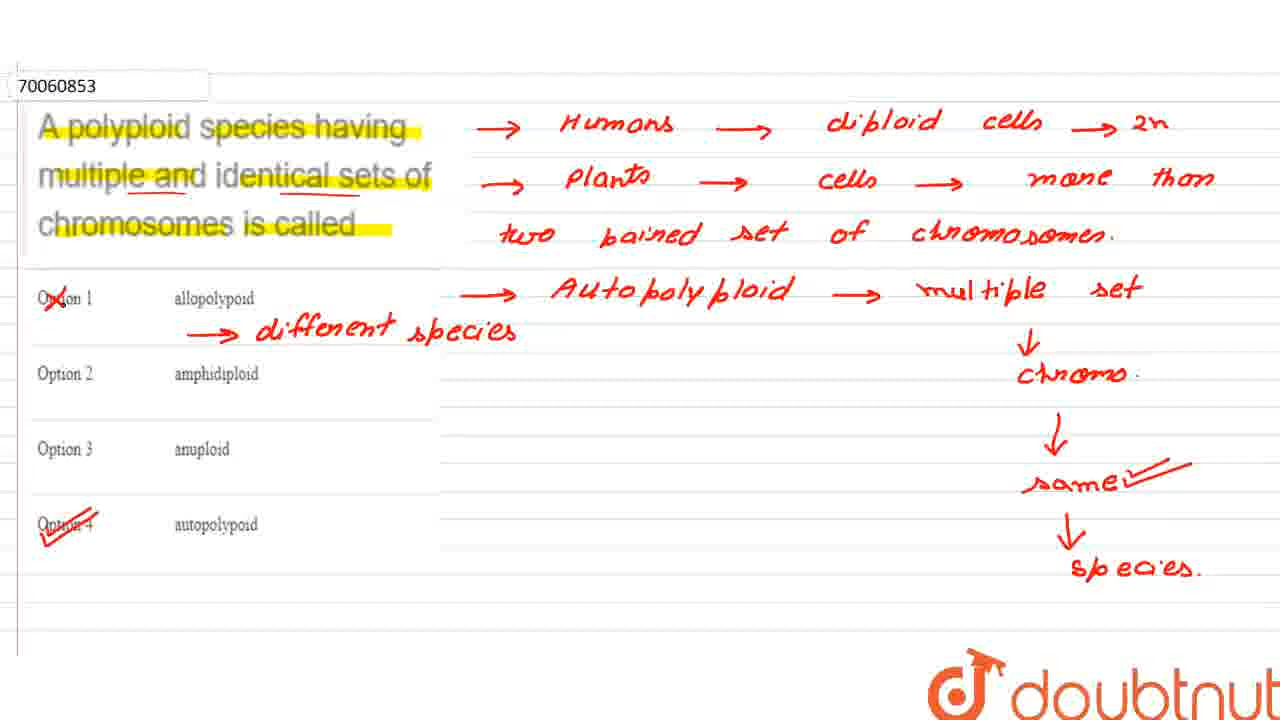 70060853
A polyploid species having
multiple and identical sets of
chromosomes is called
→ Humans → diploid cells → 2n
→ plants → cells → more than
two paired set of chromosomes.
Option 1 allopolypoid
→ different species
Option 2 amphidiploid
Option 3 anuploid
Option 4 autopolypoid
→ Autopolyploid → multiple set
↓
chromo.
↓
same
↓
species.
doubtnut